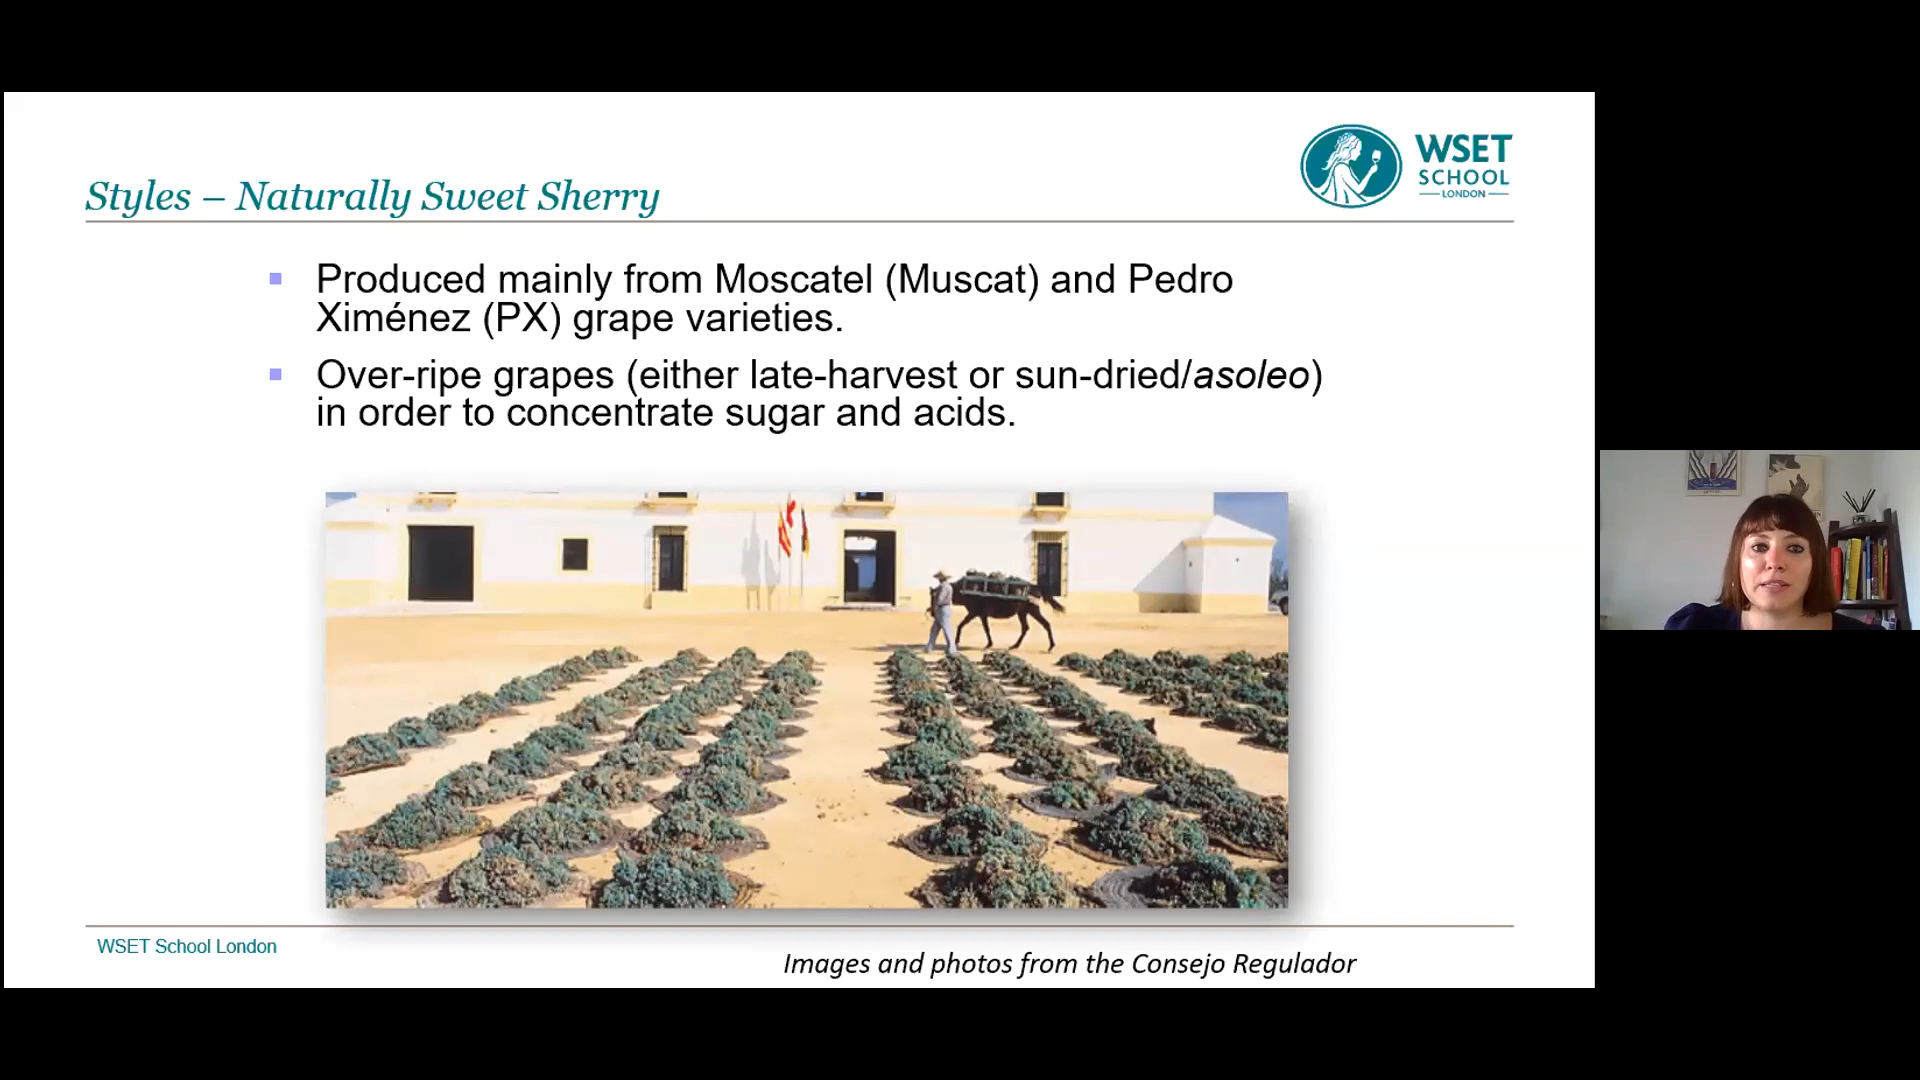 WSET
SCHOOL
LONDON
Styles – Naturally Sweet Sherry
Produced mainly from Moscatel (Muscat) and Pedro
Ximénez (PX) grape varieties.
Over-ripe grapes (either late-harvest or sun-dried/asoleo)
in order to concentrate sugar and acids.
WSET School London
Images and photos from the Consejo Regulador